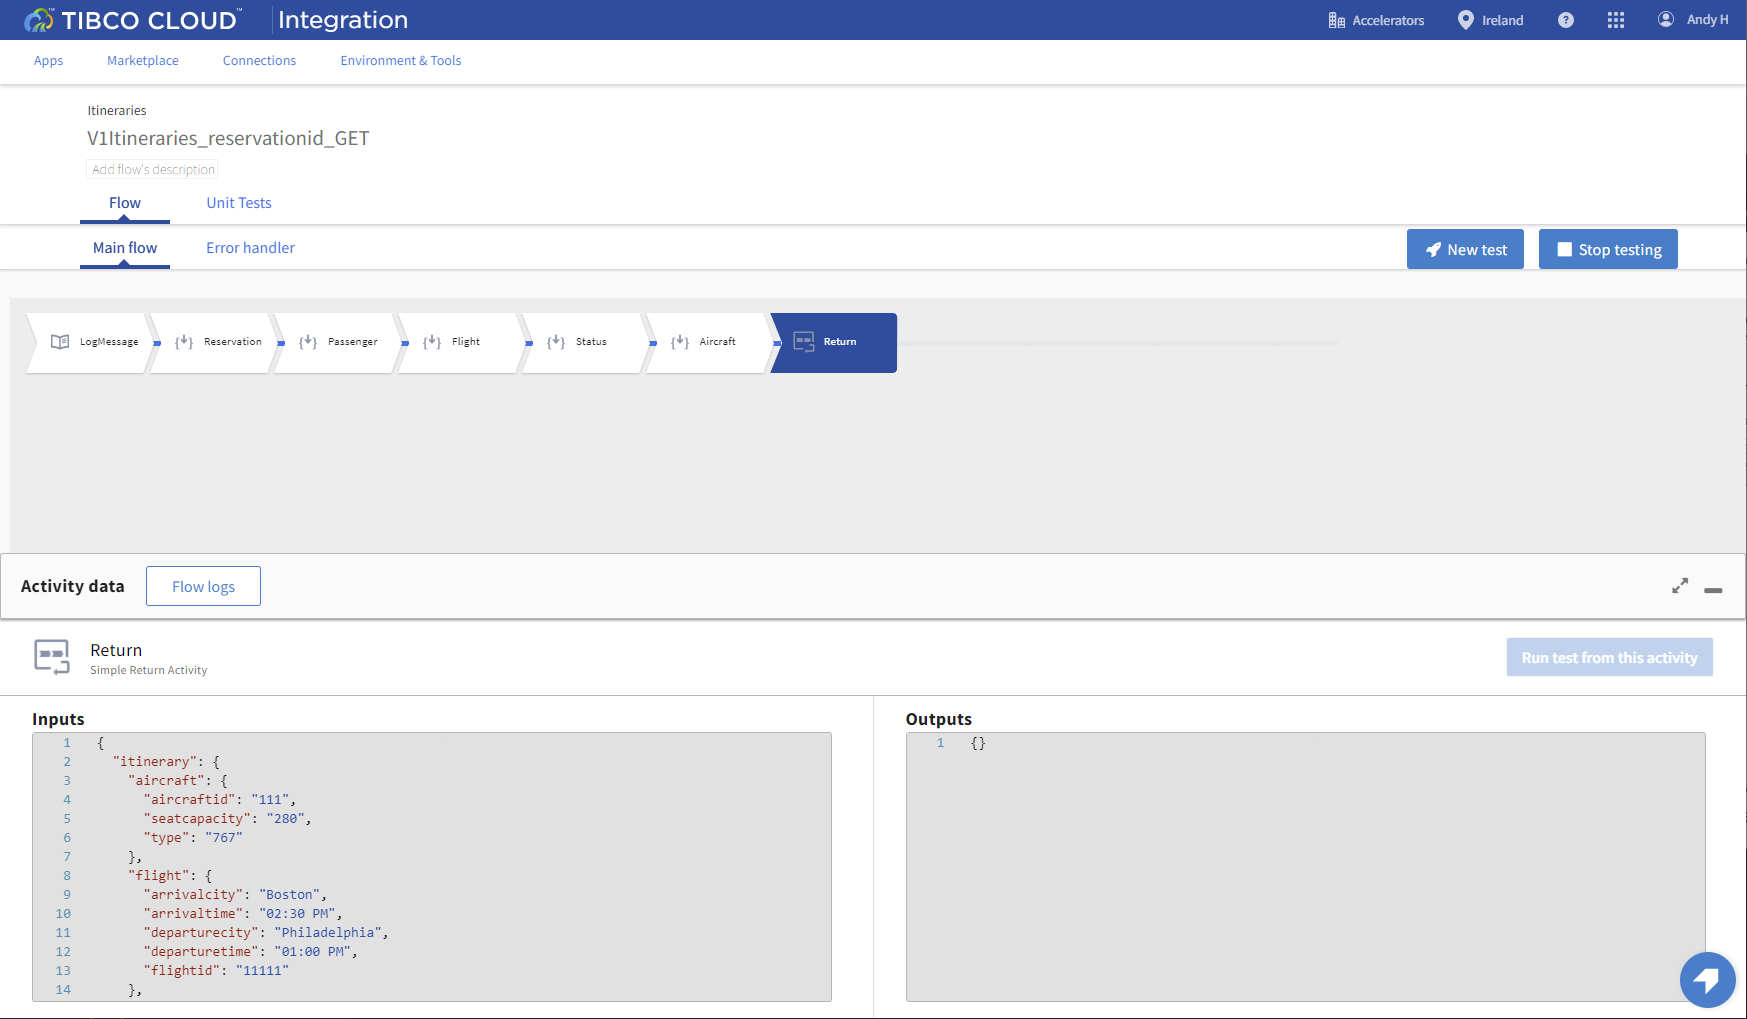 TIBCO CLOUD™ Integration
Accelerators Ireland ? Andy H
Apps Marketplace Connections Environment & Tools
Itineraries
V1Itineraries_reservationid_GET
Add flow's description
Flow Unit Tests
Main flow Error handler
New test Stop testing
LogMessage Reservation Passenger Flight Status Aircraft Return
Activity data Flow logs
Return
Simple Return Activity
Run test from this activity
Inputs
1 {
2 "itinerary": {
3 "aircraft": {
4 "aircraftid": "111",
5 "seatcapacity": "280",
6 "type": "767"
7 },
8 "flight": {
9 "arrivalcity": "Boston",
10 "arrivaltime": "02:30 PM",
11 "departurecity": "Philadelphia",
12 "departuretime": "01:00 PM",
13 "flightid": "11111"
14 },
Outputs
1 {}